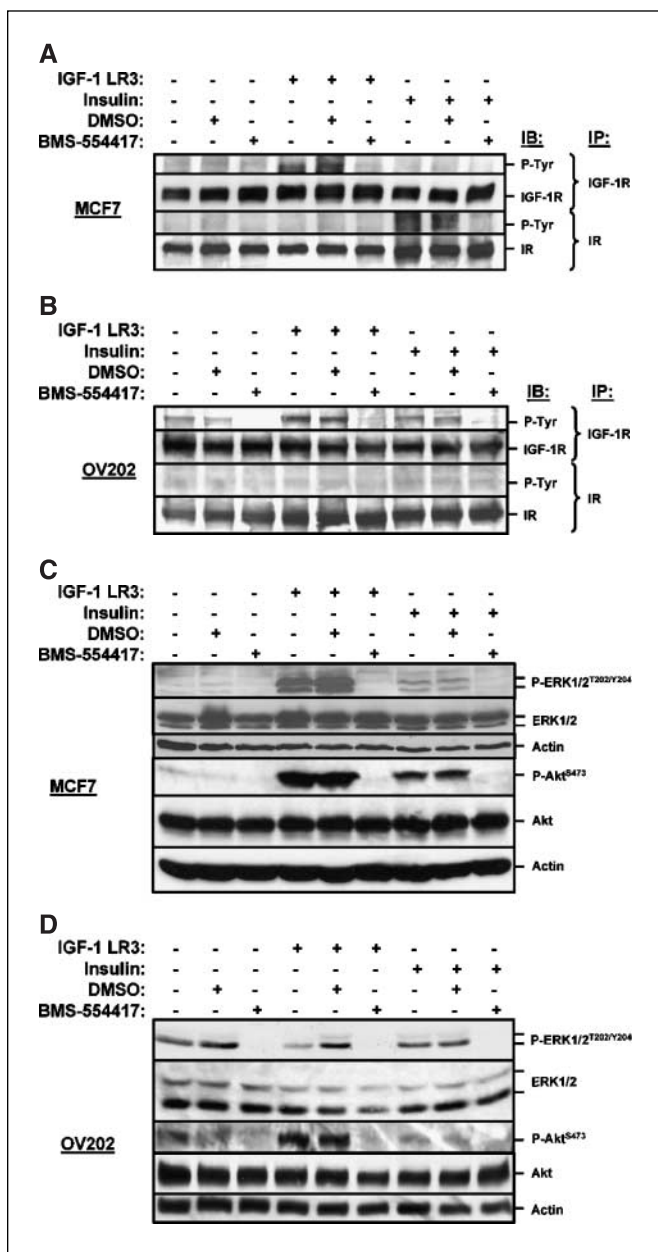 A
IGF-1 LR3: - - - + + + - - -
Insulin: - - - - - - + + +
DMSO: - + - - + - - + -
BMS-554417: - - + - - + - - +
IB: IP:
P-Tyr
IGF-1R
IGF-1R
MCF7
P-Tyr
IR
IR
B
IGF-1 LR3: - - - + + + - - -
Insulin: - - - - - - + + +
DMSO: - + - - + - - + -
BMS-554417: - - + - - + - - +
IB: IP:
P-Tyr
IGF-1R
IGF-1R
OV202
P-Tyr
IR
IR
C
IGF-1 LR3: - - - + + + - - -
Insulin: - - - - - - + + +
DMSO: - + - - + - - + -
BMS-554417: - - + - - + - - +
P-ERK1/2T202/Y204
ERK1/2
Actin
MCF7
P-AktS473
Akt
Actin
D
IGF-1 LR3: - - - + + + - - -
Insulin: - - - - - - + + +
DMSO: - + - - + - - + -
BMS-554417: - - + - - + - - +
P-ERK1/2T202/Y204
ERK1/2
OV202
P-AktS473
Akt
Actin